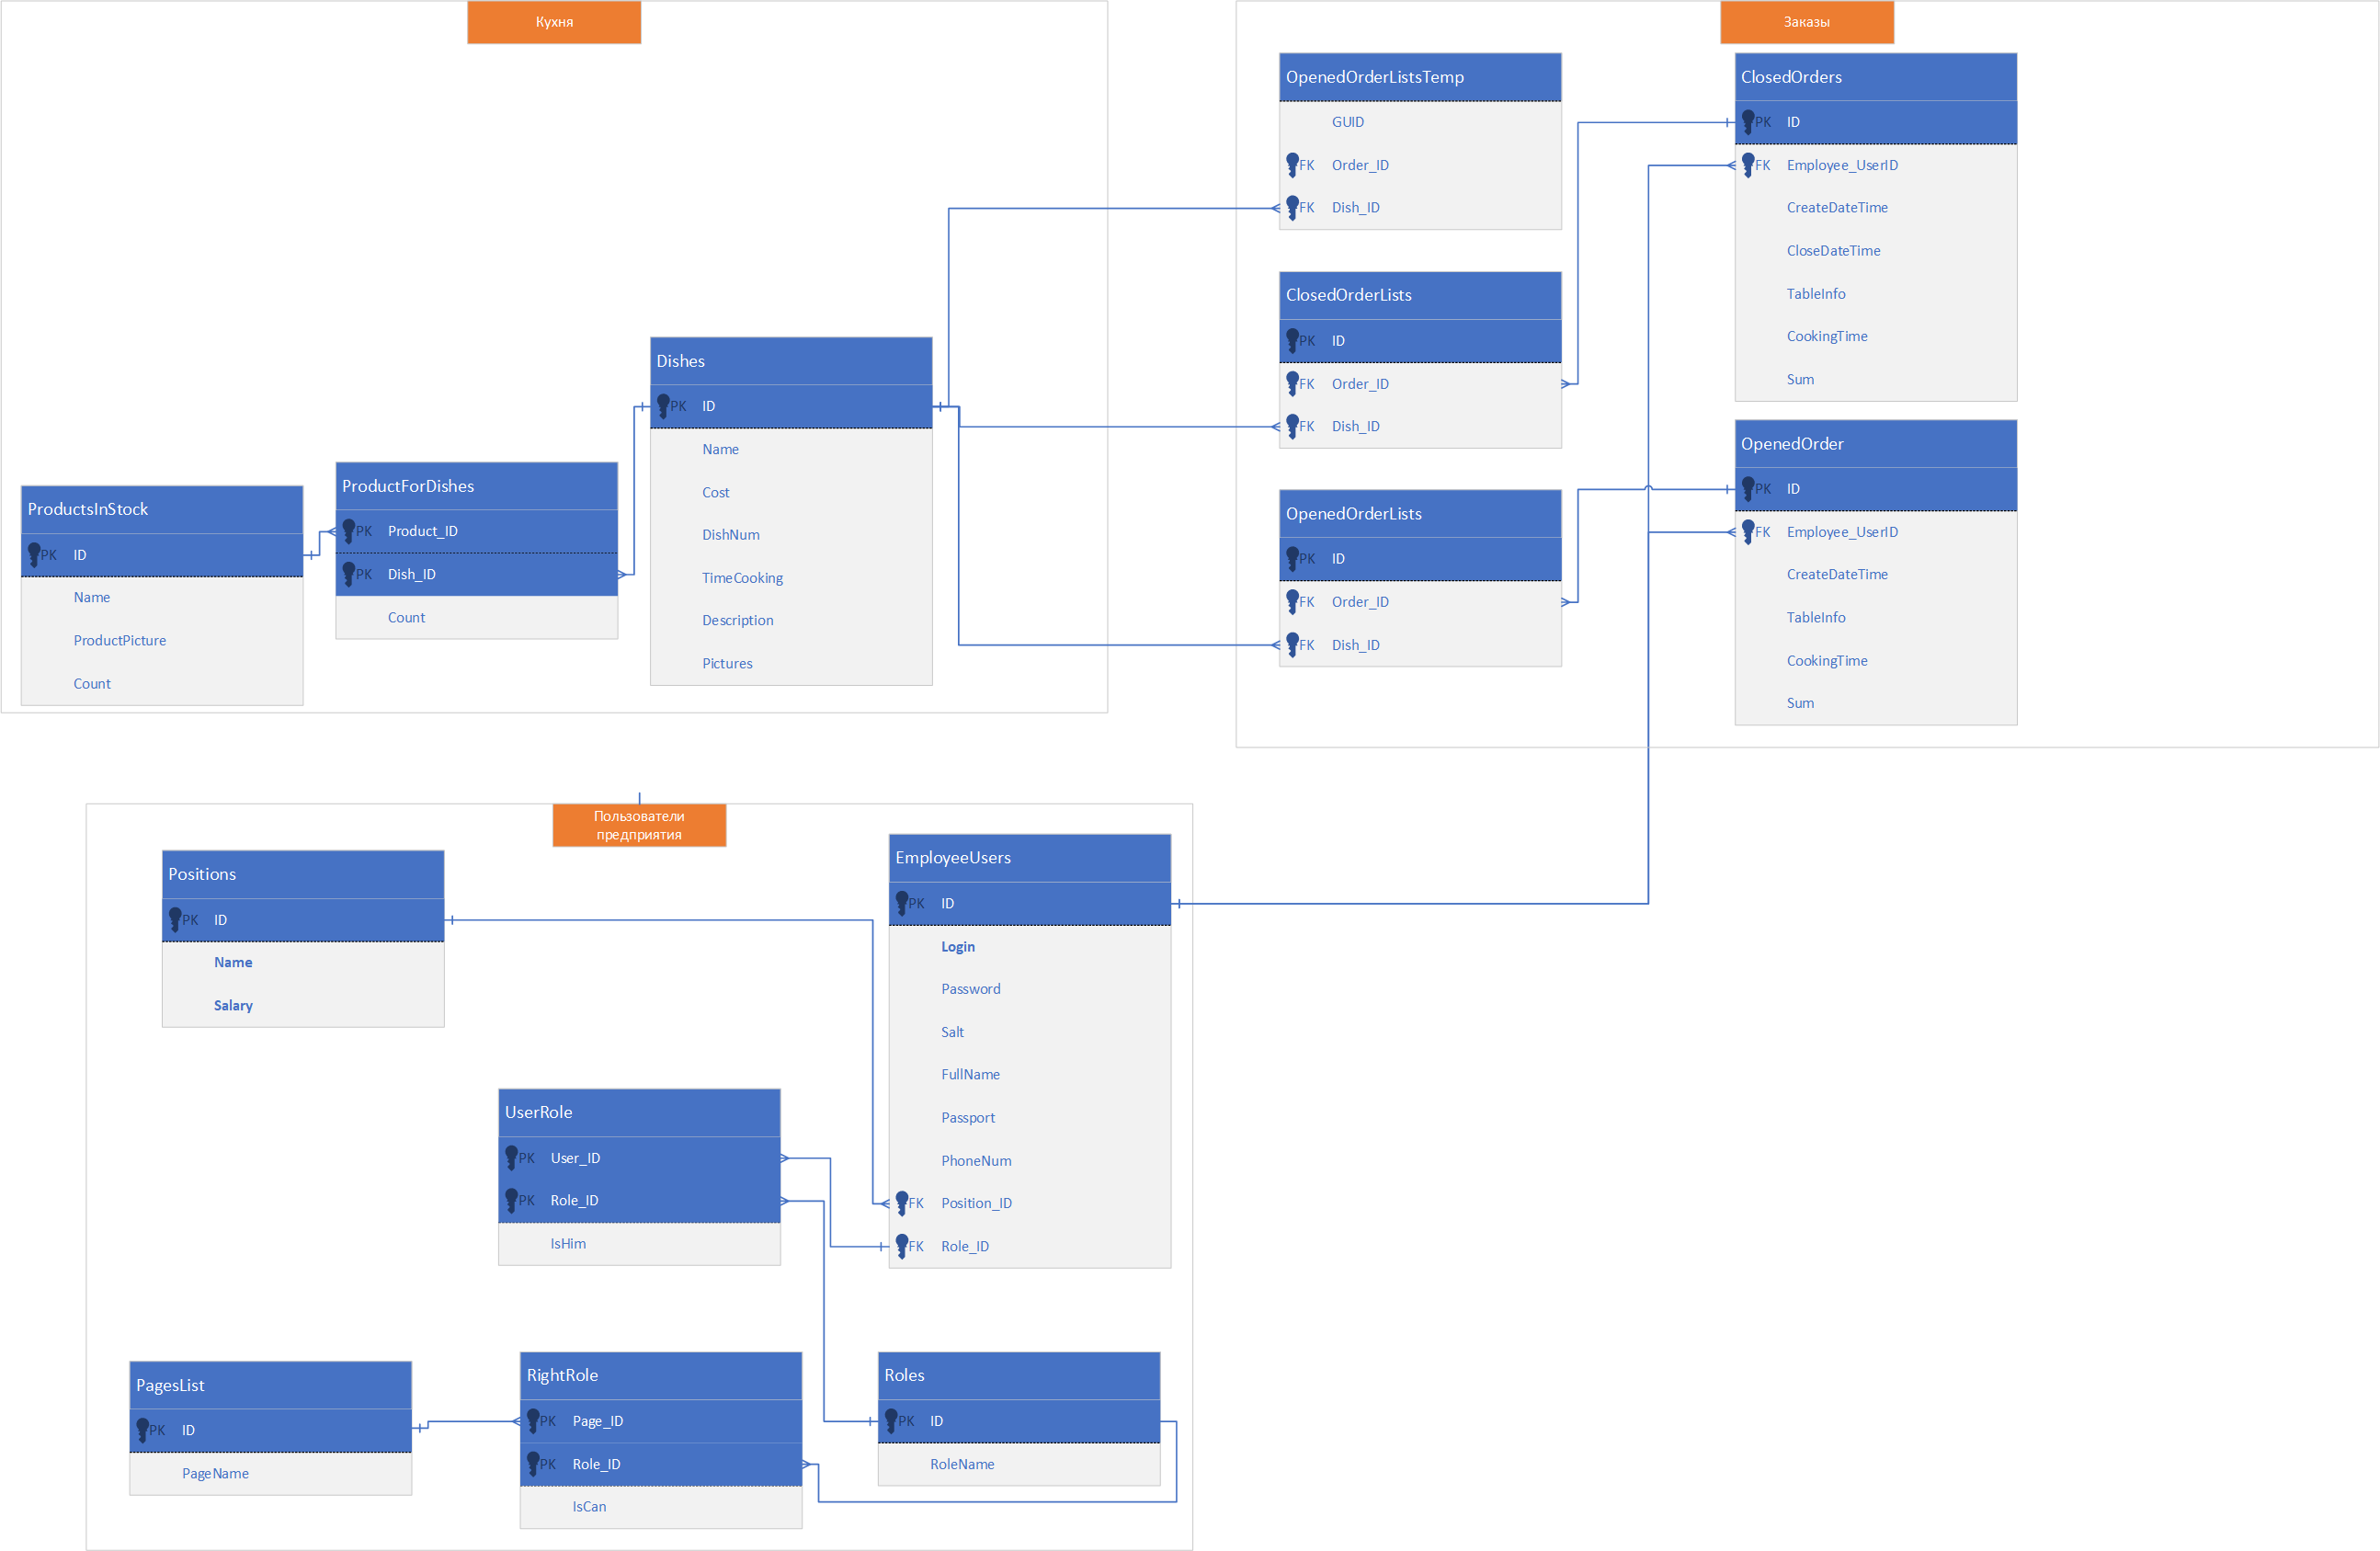 Кухня
ProductsInStock
PK ID
Name
ProductPicture
Count
ProductForDishes
PK Product_ID
PK Dish_ID
Count
Dishes
PK ID
Name
Cost
DishNum
TimeCooking
Description
Pictures
Заказы
OpenedOrderListsTemp
GUID
FK Order_ID
FK Dish_ID
ClosedOrderLists
PK ID
FK Order_ID
FK Dish_ID
OpenedOrderLists
PK ID
FK Order_ID
FK Dish_ID
ClosedOrders
PK ID
FK Employee_UserID
CreateDateTime
CloseDateTime
TableInfo
CookingTime
Sum
OpenedOrder
PK ID
FK Employee_UserID
CreateDateTime
TableInfo
CookingTime
Sum
Пользователи
предприятия
Positions
PK ID
Name
Salary
EmployeeUsers
PK ID
Login
Password
Salt
FullName
Passport
PhoneNum
FK Position_ID
FK Role_ID
UserRole
PK User_ID
PK Role_ID
IsHim
PagesList
PK ID
PageName
RightRole
PK Page_ID
PK Role_ID
IsCan
Roles
PK ID
RoleName